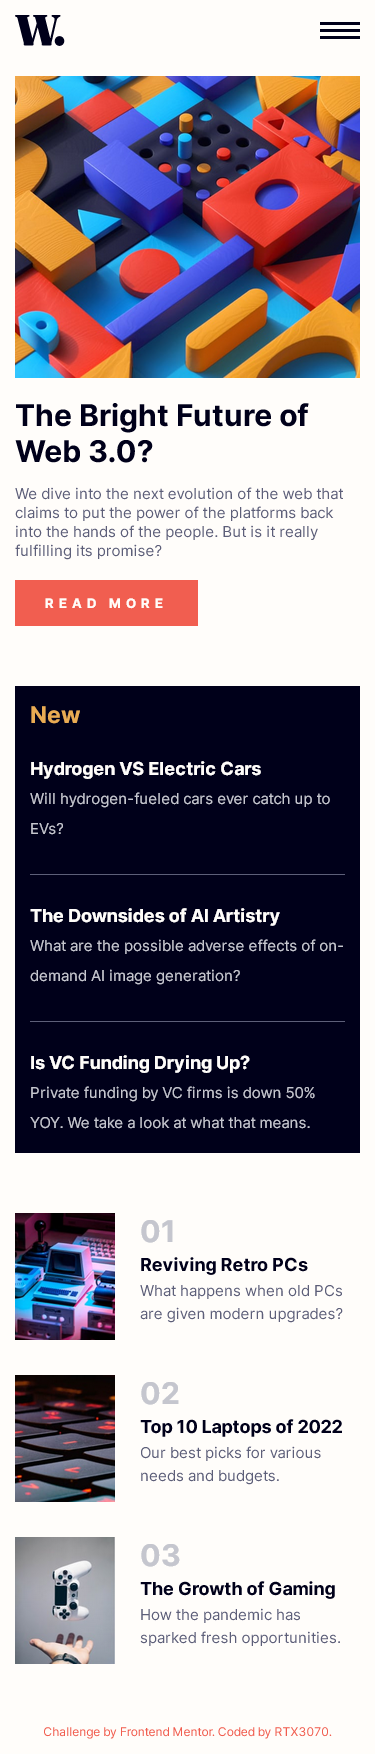 W.
The Bright Future of
Web 3.0?
We dive into the next evolution of the web that
claims to put the power of the platforms back
into the hands of the people. But is it really
fulfilling its promise?
READ MORE
New
Hydrogen VS Electric Cars
Will hydrogen-fueled cars ever catch up to
EVs?
The Downsides of AI Artistry
What are the possible adverse effects of on-
demand AI image generation?
Is VC Funding Drying Up?
Private funding by VC firms is down 50%
YOY. We take a look at what that means.
01
Reviving Retro PCs
What happens when old PCs
are given modern upgrades?
02
Top 10 Laptops of 2022
Our best picks for various
needs and budgets.
03
The Growth of Gaming
How the pandemic has
sparked fresh opportunities.
Challenge by Frontend Mentor. Coded by RTX3070.